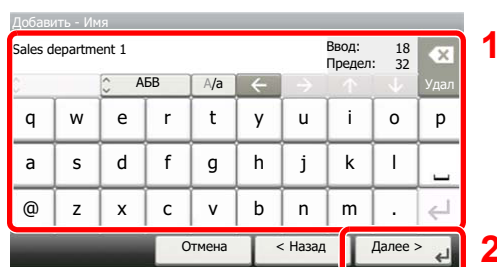 Добавить - Имя
Sales department 1
Ввод: 18
Предел: 32
Удал
АБВ
A/a
q w e r t y u i o p
a s d f g h j k l
@ z x c v b n m .
Отмена
< Назад
Далее >
1
2